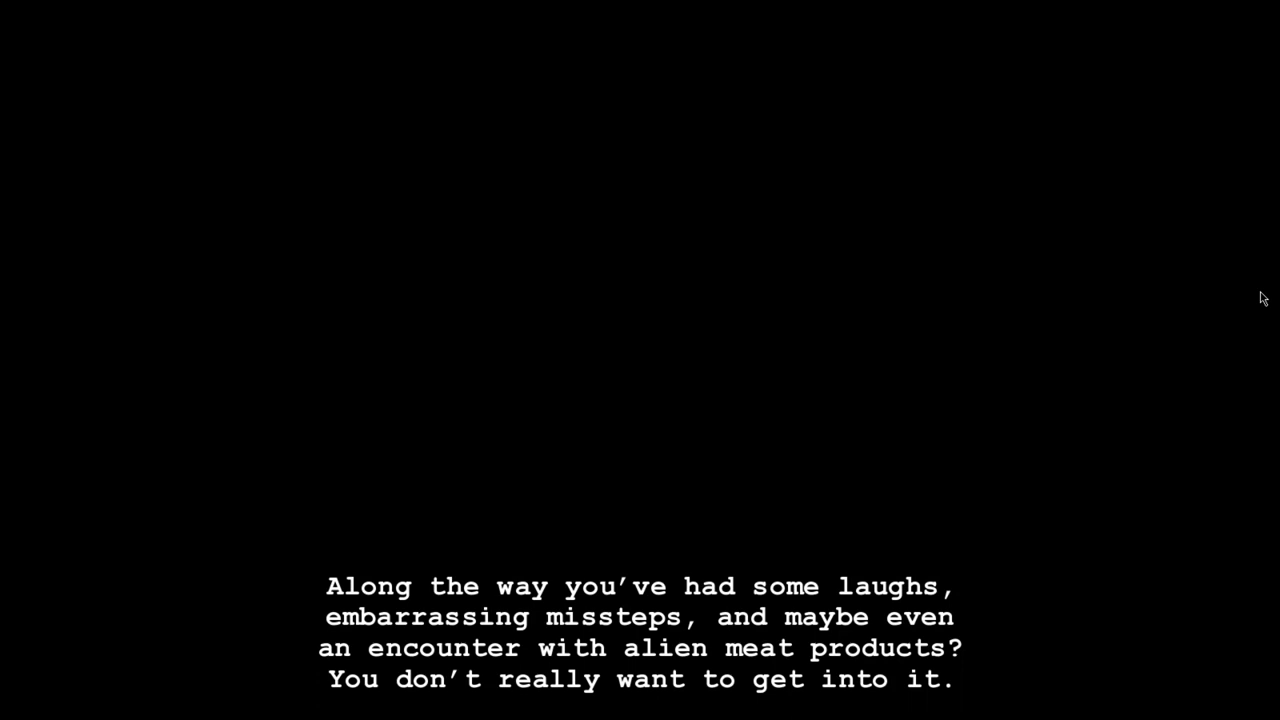 Along the way you’ve had some laughs,
embarrassing missteps, and maybe even
an encounter with alien meat products?
You don’t really want to get into it.